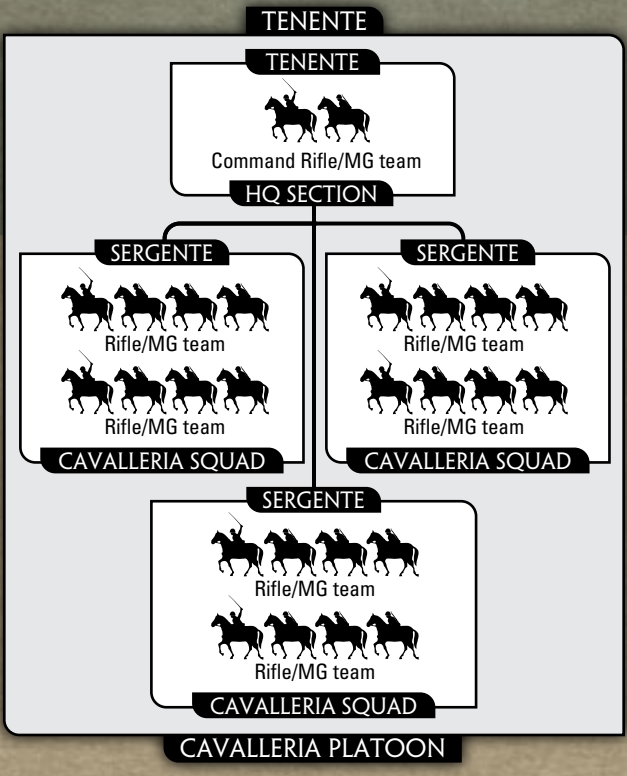 TENENTE
TENENTE
Command Rifle/MG team
HQ SECTION
SERGENTE
Rifle/MG team
Rifle/MG team
CAVALLERIA SQUAD
SERGENTE
Rifle/MG team
Rifle/MG team
CAVALLERIA SQUAD
SERGENTE
Rifle/MG team
Rifle/MG team
CAVALLERIA SQUAD
CAVALLERIA PLATOON